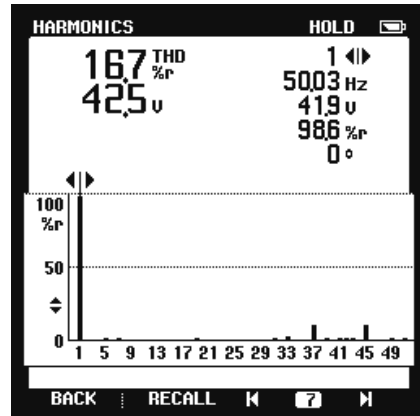 HARMONICS HOLD
16,7 THD %r
42,5 V
1
50,03 Hz
41,9 V
98,6 %r
0 °
100
%r
50
0
1 5 9 13 17 21 25 29 33 37 41 45 49
BACK RECALL 7